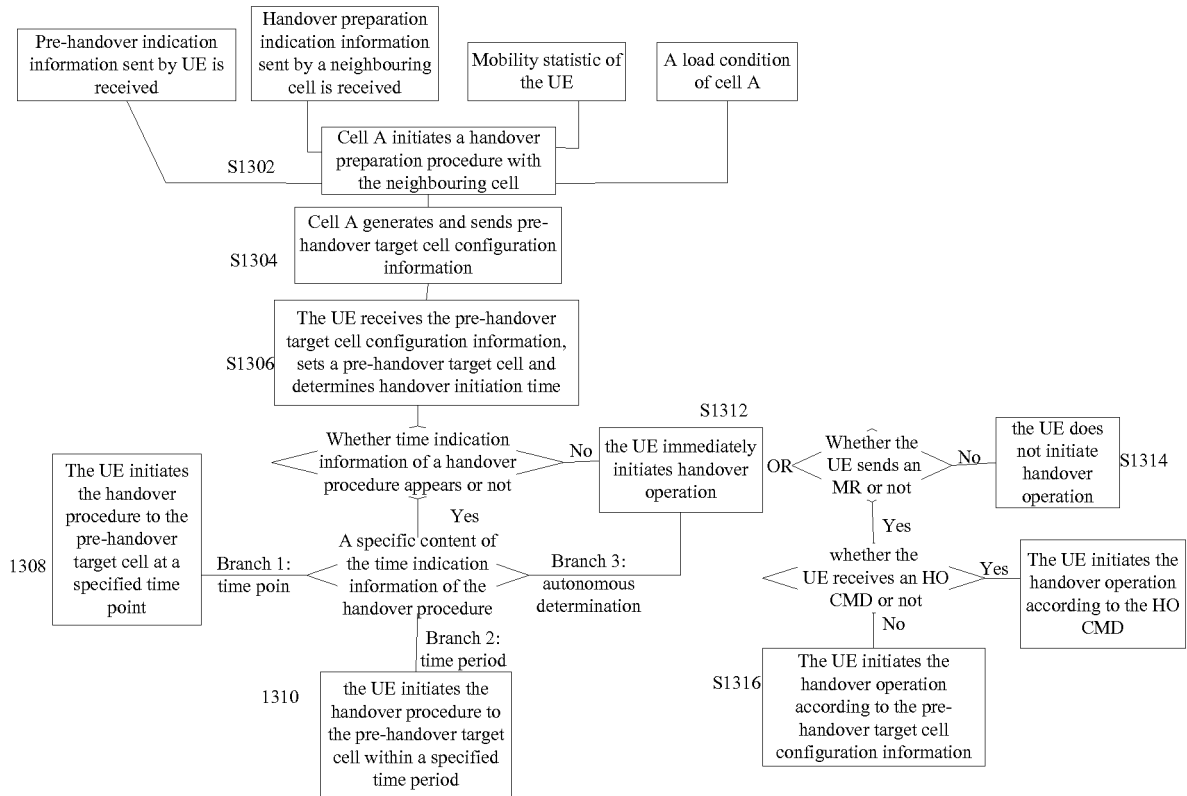 Pre-handover indication
information sent by UE is
received
Handover preparation
indication information
sent by a neighbouring
cell is received
Mobility statistic
of the UE
A load condition
of cell A
S1302
Cell A initiates a handover
preparation procedure with
the neighbouring cell
S1304
Cell A generates and sends pre-
handover target cell configuration
information
S1306
The UE receives the pre-handover
target cell configuration information,
sets a pre-handover target cell and
determines handover initiation time
Whether time indication
information of a handover
procedure appears or not
No
S1312
the UE immediately
initiates handover
operation
OR
Whether the
UE sends an
MR or not
No
the UE does
not initiate
handover
operation
S1314
Yes
A specific content of
the time indication
information of the
handover procedure
Branch 1:
time poin
1308
The UE initiates
the handover
procedure to the
pre-handover
target cell at a
specified time
point
Branch 3:
autonomous
determination
Branch 2:
time period
1310
the UE initiates the
handover procedure to
the pre-handover target
cell within a specified
time period
Yes
whether the
UE receives an HO
CMD or not
Yes
The UE initiates the
handover operation
according to the HO
CMD
No
S1316
The UE initiates the
handover operation
according to the pre-
handover target cell
configuration information